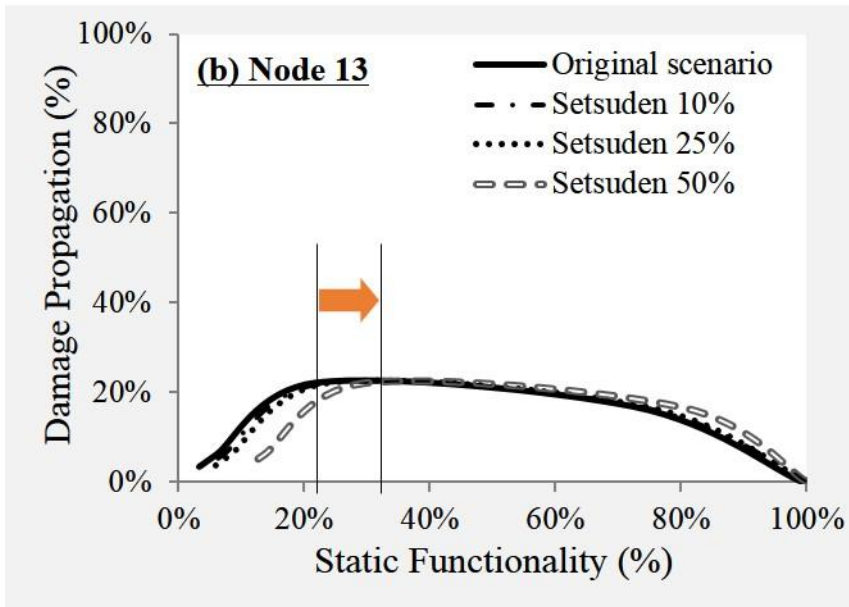 100%
80%
60%
40%
20%
0%
Damage Propagation (%)
(b) Node 13
Original scenario
Setsuden 10%
Setsuden 25%
Setsuden 50%
0%
20%
40%
60%
80%
100%
Static Functionality (%)